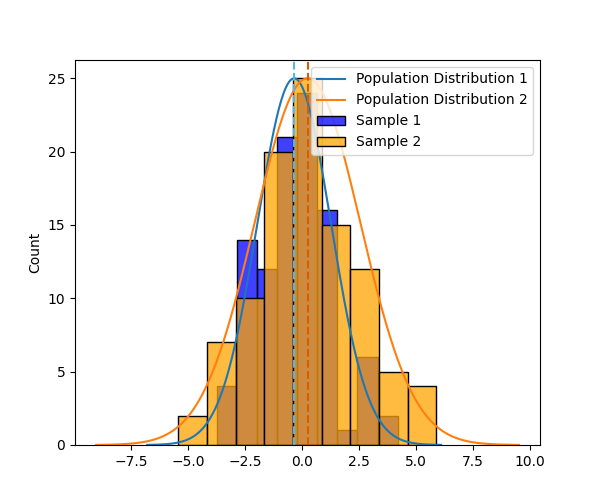 25
20
15
10
5
0
Count
Population Distribution 1
Population Distribution 2
Sample 1
Sample 2
−7.5 −5.0 −2.5 0.0 2.5 5.0 7.5 10.0